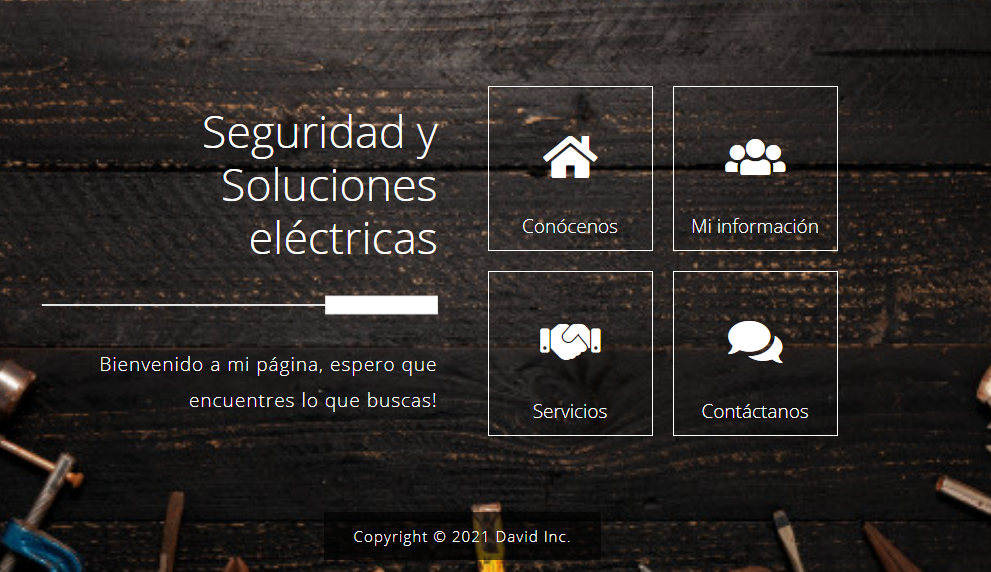 Seguridad y
Soluciones
eléctricas
Bienvenido a mi página, espero que
encuentres lo que buscas!
Conócenos
Mi información
Servicios
Contáctanos
Copyright © 2021 David Inc.